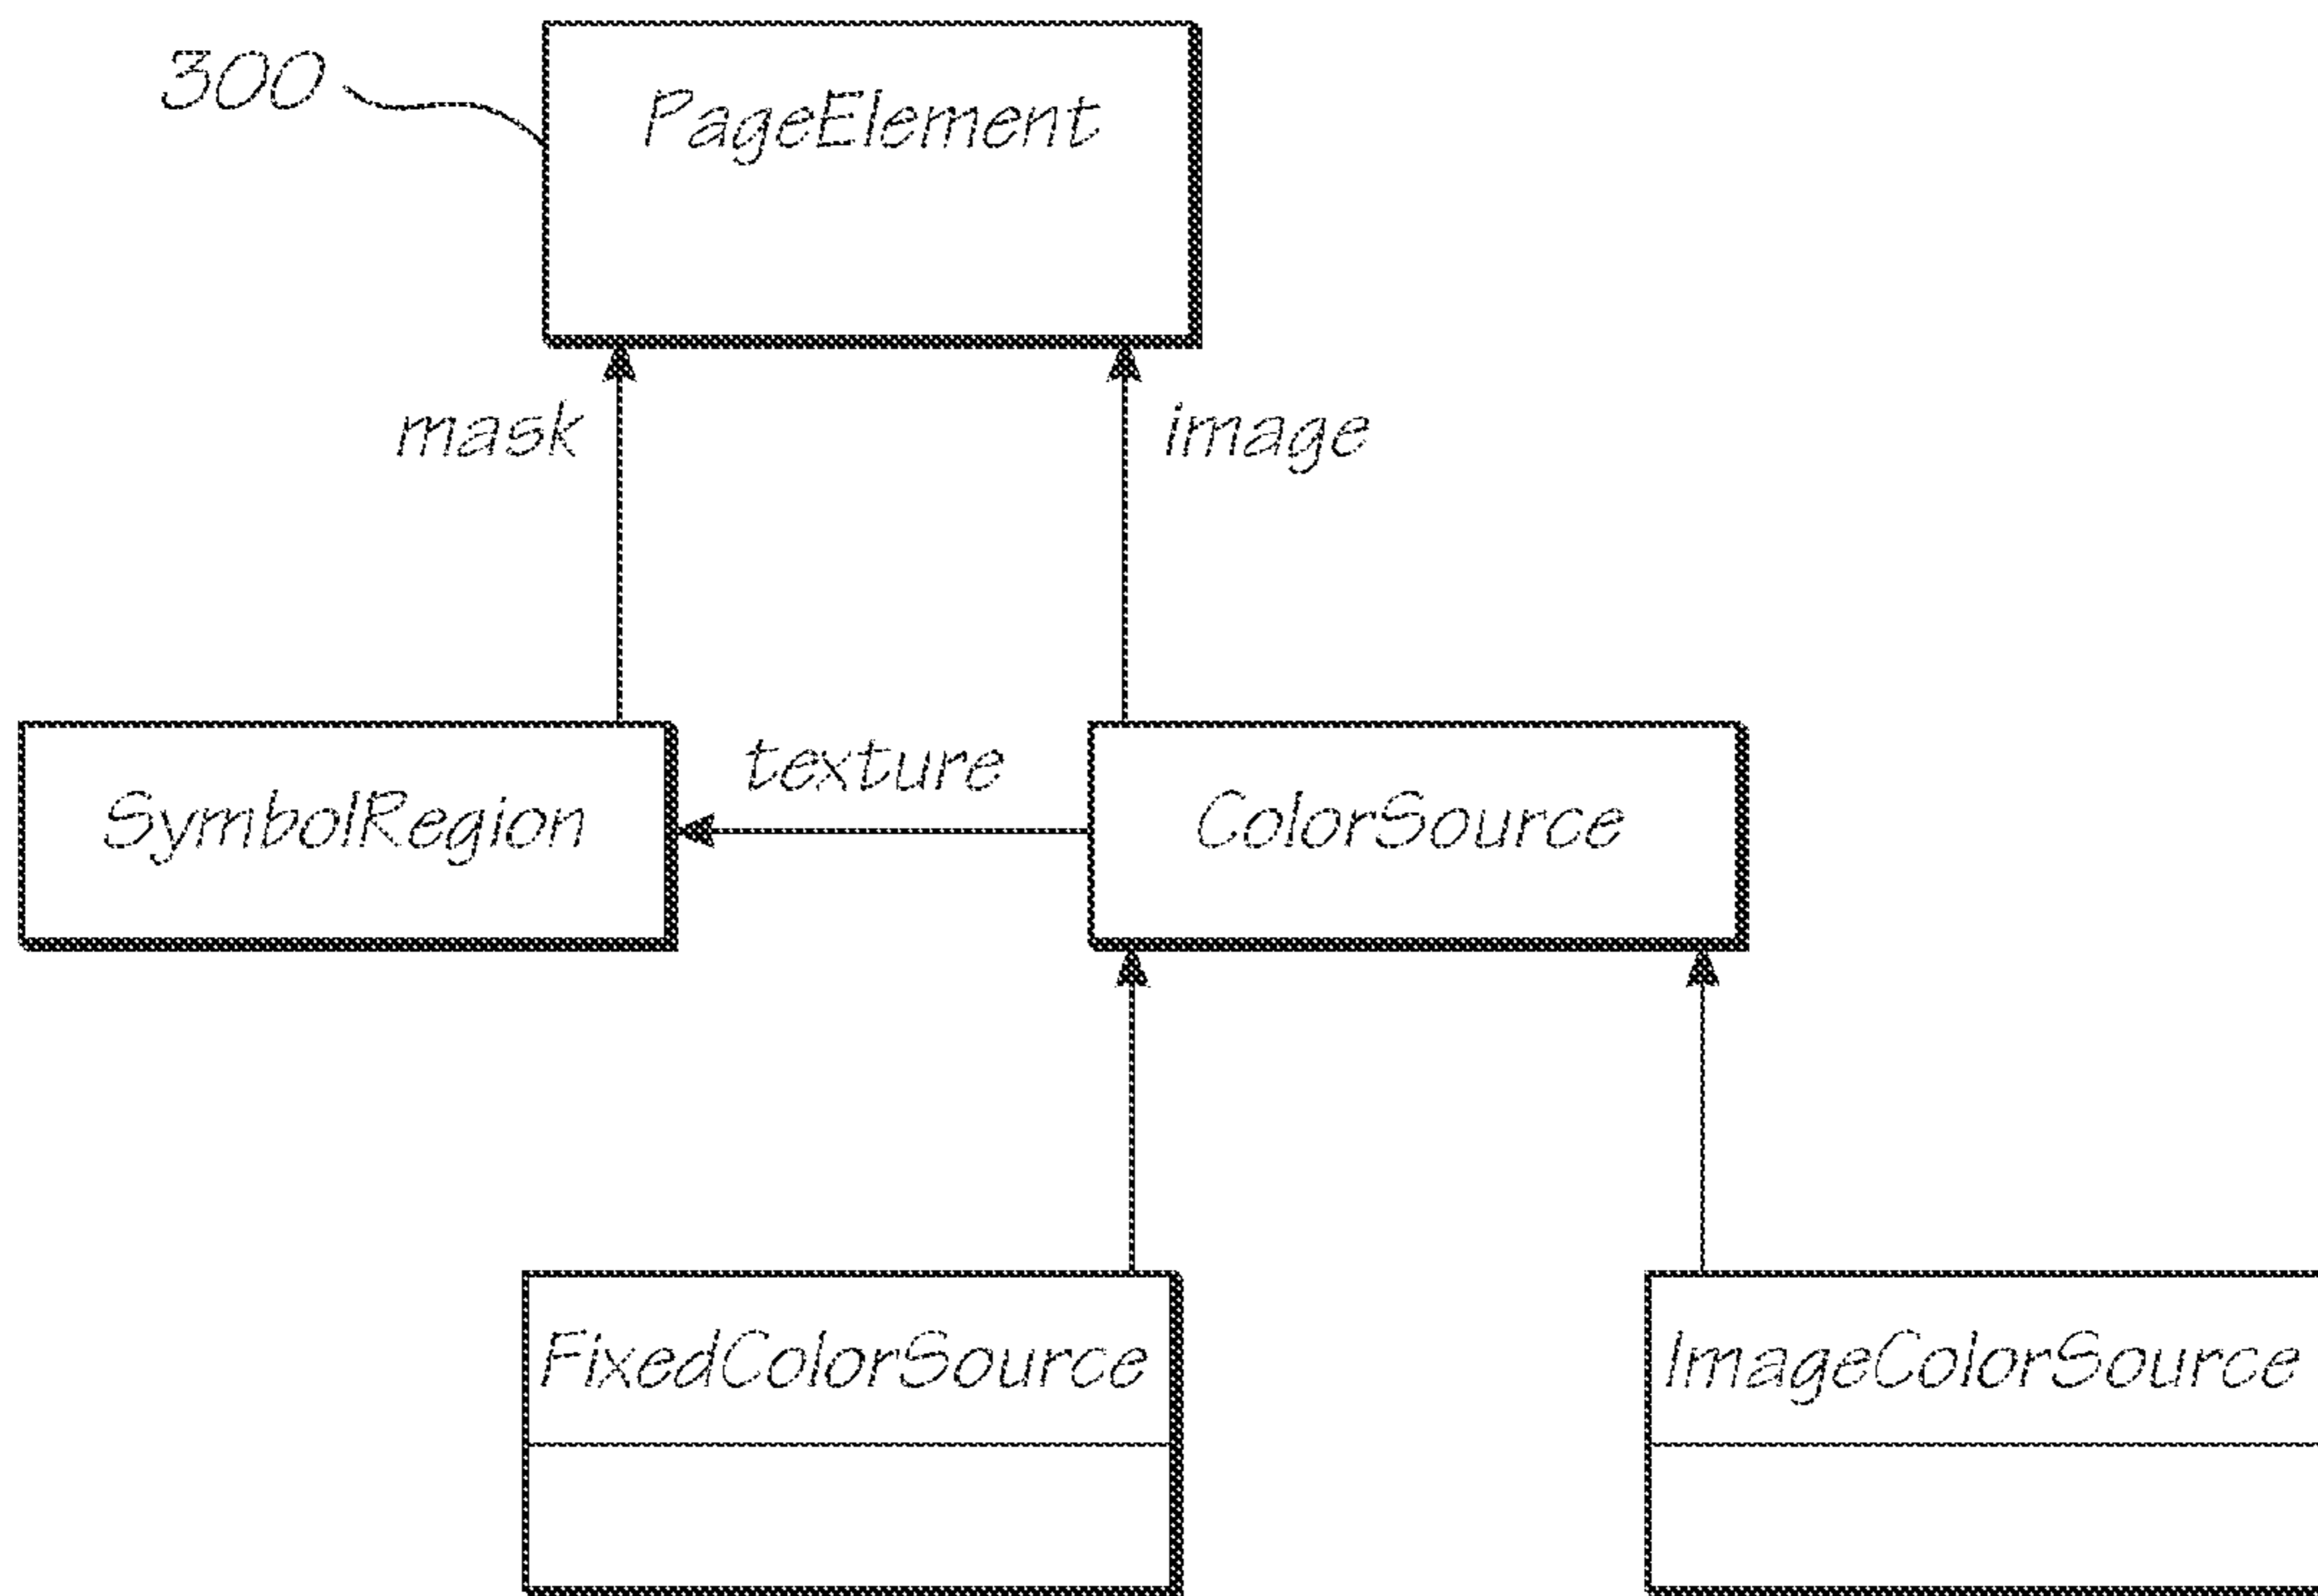 300
PageElement
mask
image
texture
SymbolRegion
ColorSource
FixedColorSource
ImageColorSource